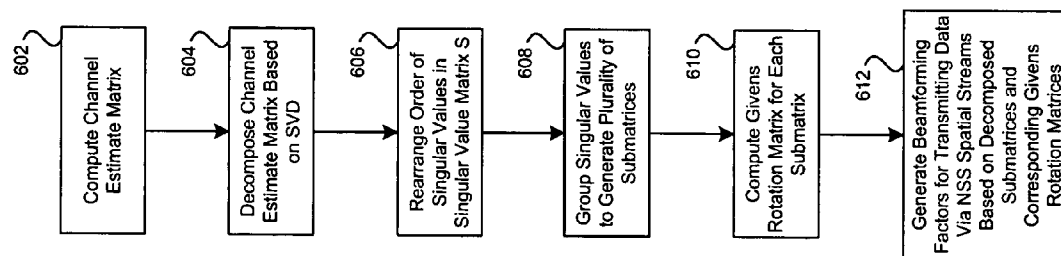 602
Compute Channel
Estimate Matrix
604
Decompose Channel
Estimate Matrix Based
on SVD
606
Rearrange Order of
Singular Values in
Singular Value Matrix S
608
Group Singular Values
to Generate Plurality of
Submatrices
610
Compute Givens
Rotation Matrix for Each
Submatrix
612
Generate Beamforming
Factors for Transmitting Data
Via NSS Spatial Streams
Based on Decomposed
Submatrices and
Corresponding Givens
Rotation Matrices